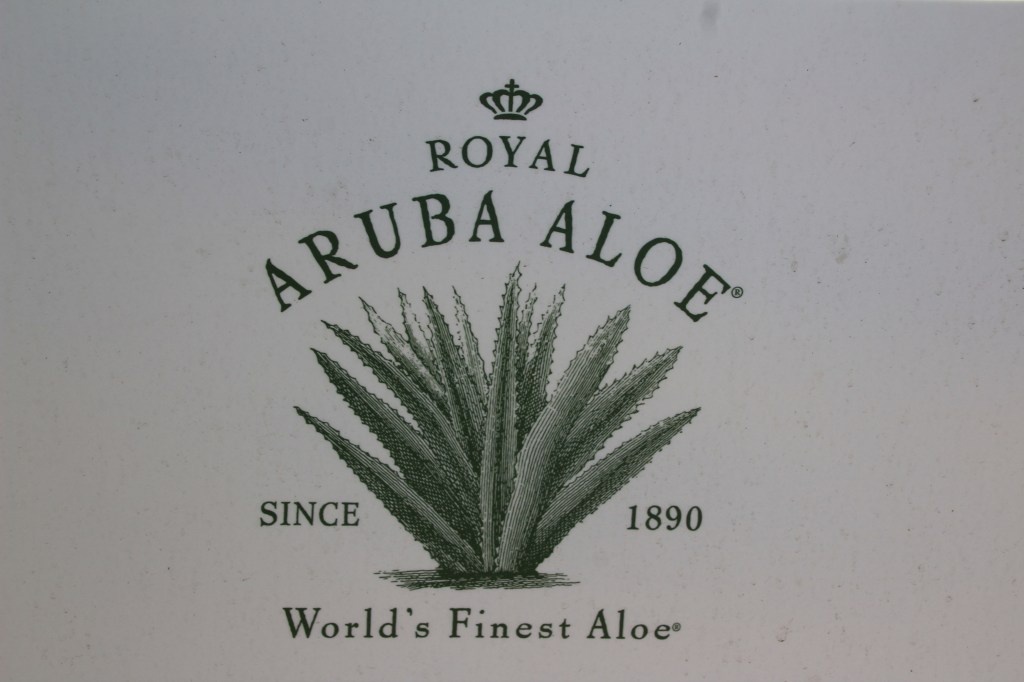 ROYAL
ARUBA ALOE®
SINCE 1890
World's Finest Aloe®